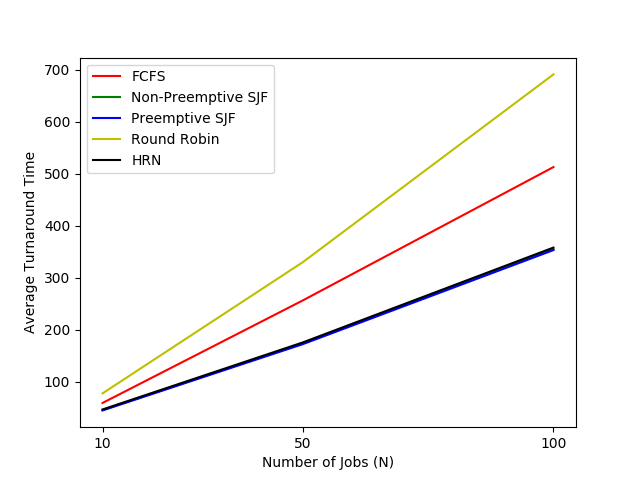 700
600
500
400
300
200
100
Average Turnaround Time
FCFS
Non-Preemptive SJF
Preemptive SJF
Round Robin
HRN
10 50 100
Number of Jobs (N)